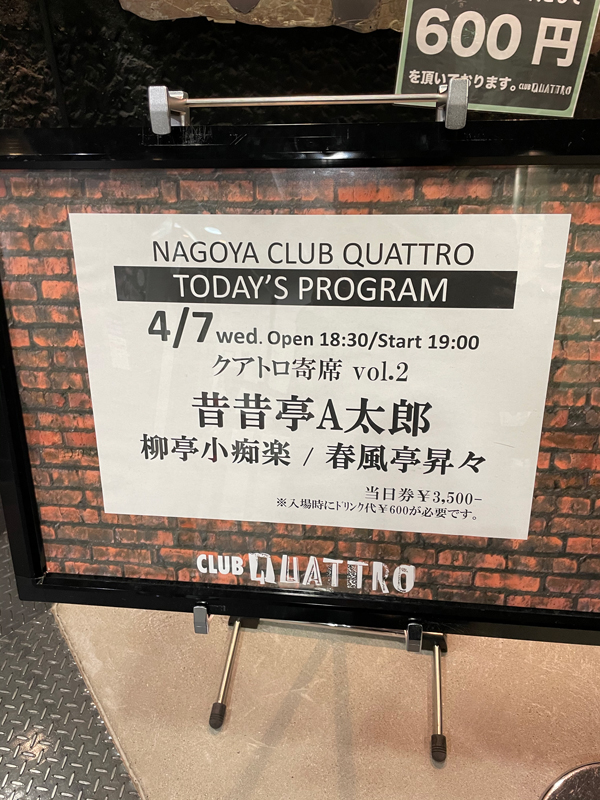 600円
を頂いております。CLUB QUATTRO
NAGOYA CLUB QUATTRO
TODAY'S PROGRAM
4/7 wed. Open 18:30/Start 19:00
クアトロ寄席 vol.2
昔昔亭A太郎
柳亭小痴楽 / 春風亭昇々
当日券¥3,500-
※入場時にドリンク代¥600が必要です。
CLUB QUATTRO